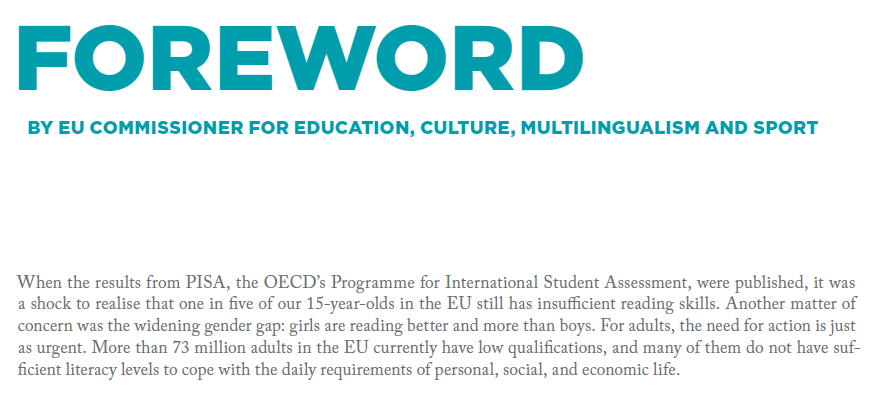 FOREWORD
BY EU COMMISSIONER FOR EDUCATION, CULTURE, MULTILINGUALISM AND SPORT
When the results from PISA, the OECD’s Programme for International Student Assessment, were published, it was
a shock to realise that one in five of our 15-year-olds in the EU still has insufficient reading skills. Another matter of
concern was the widening gender gap: girls are reading better and more than boys. For adults, the need for action is just
as urgent. More than 73 million adults in the EU currently have low qualifications, and many of them do not have suf-
ficient literacy levels to cope with the daily requirements of personal, social, and economic life.